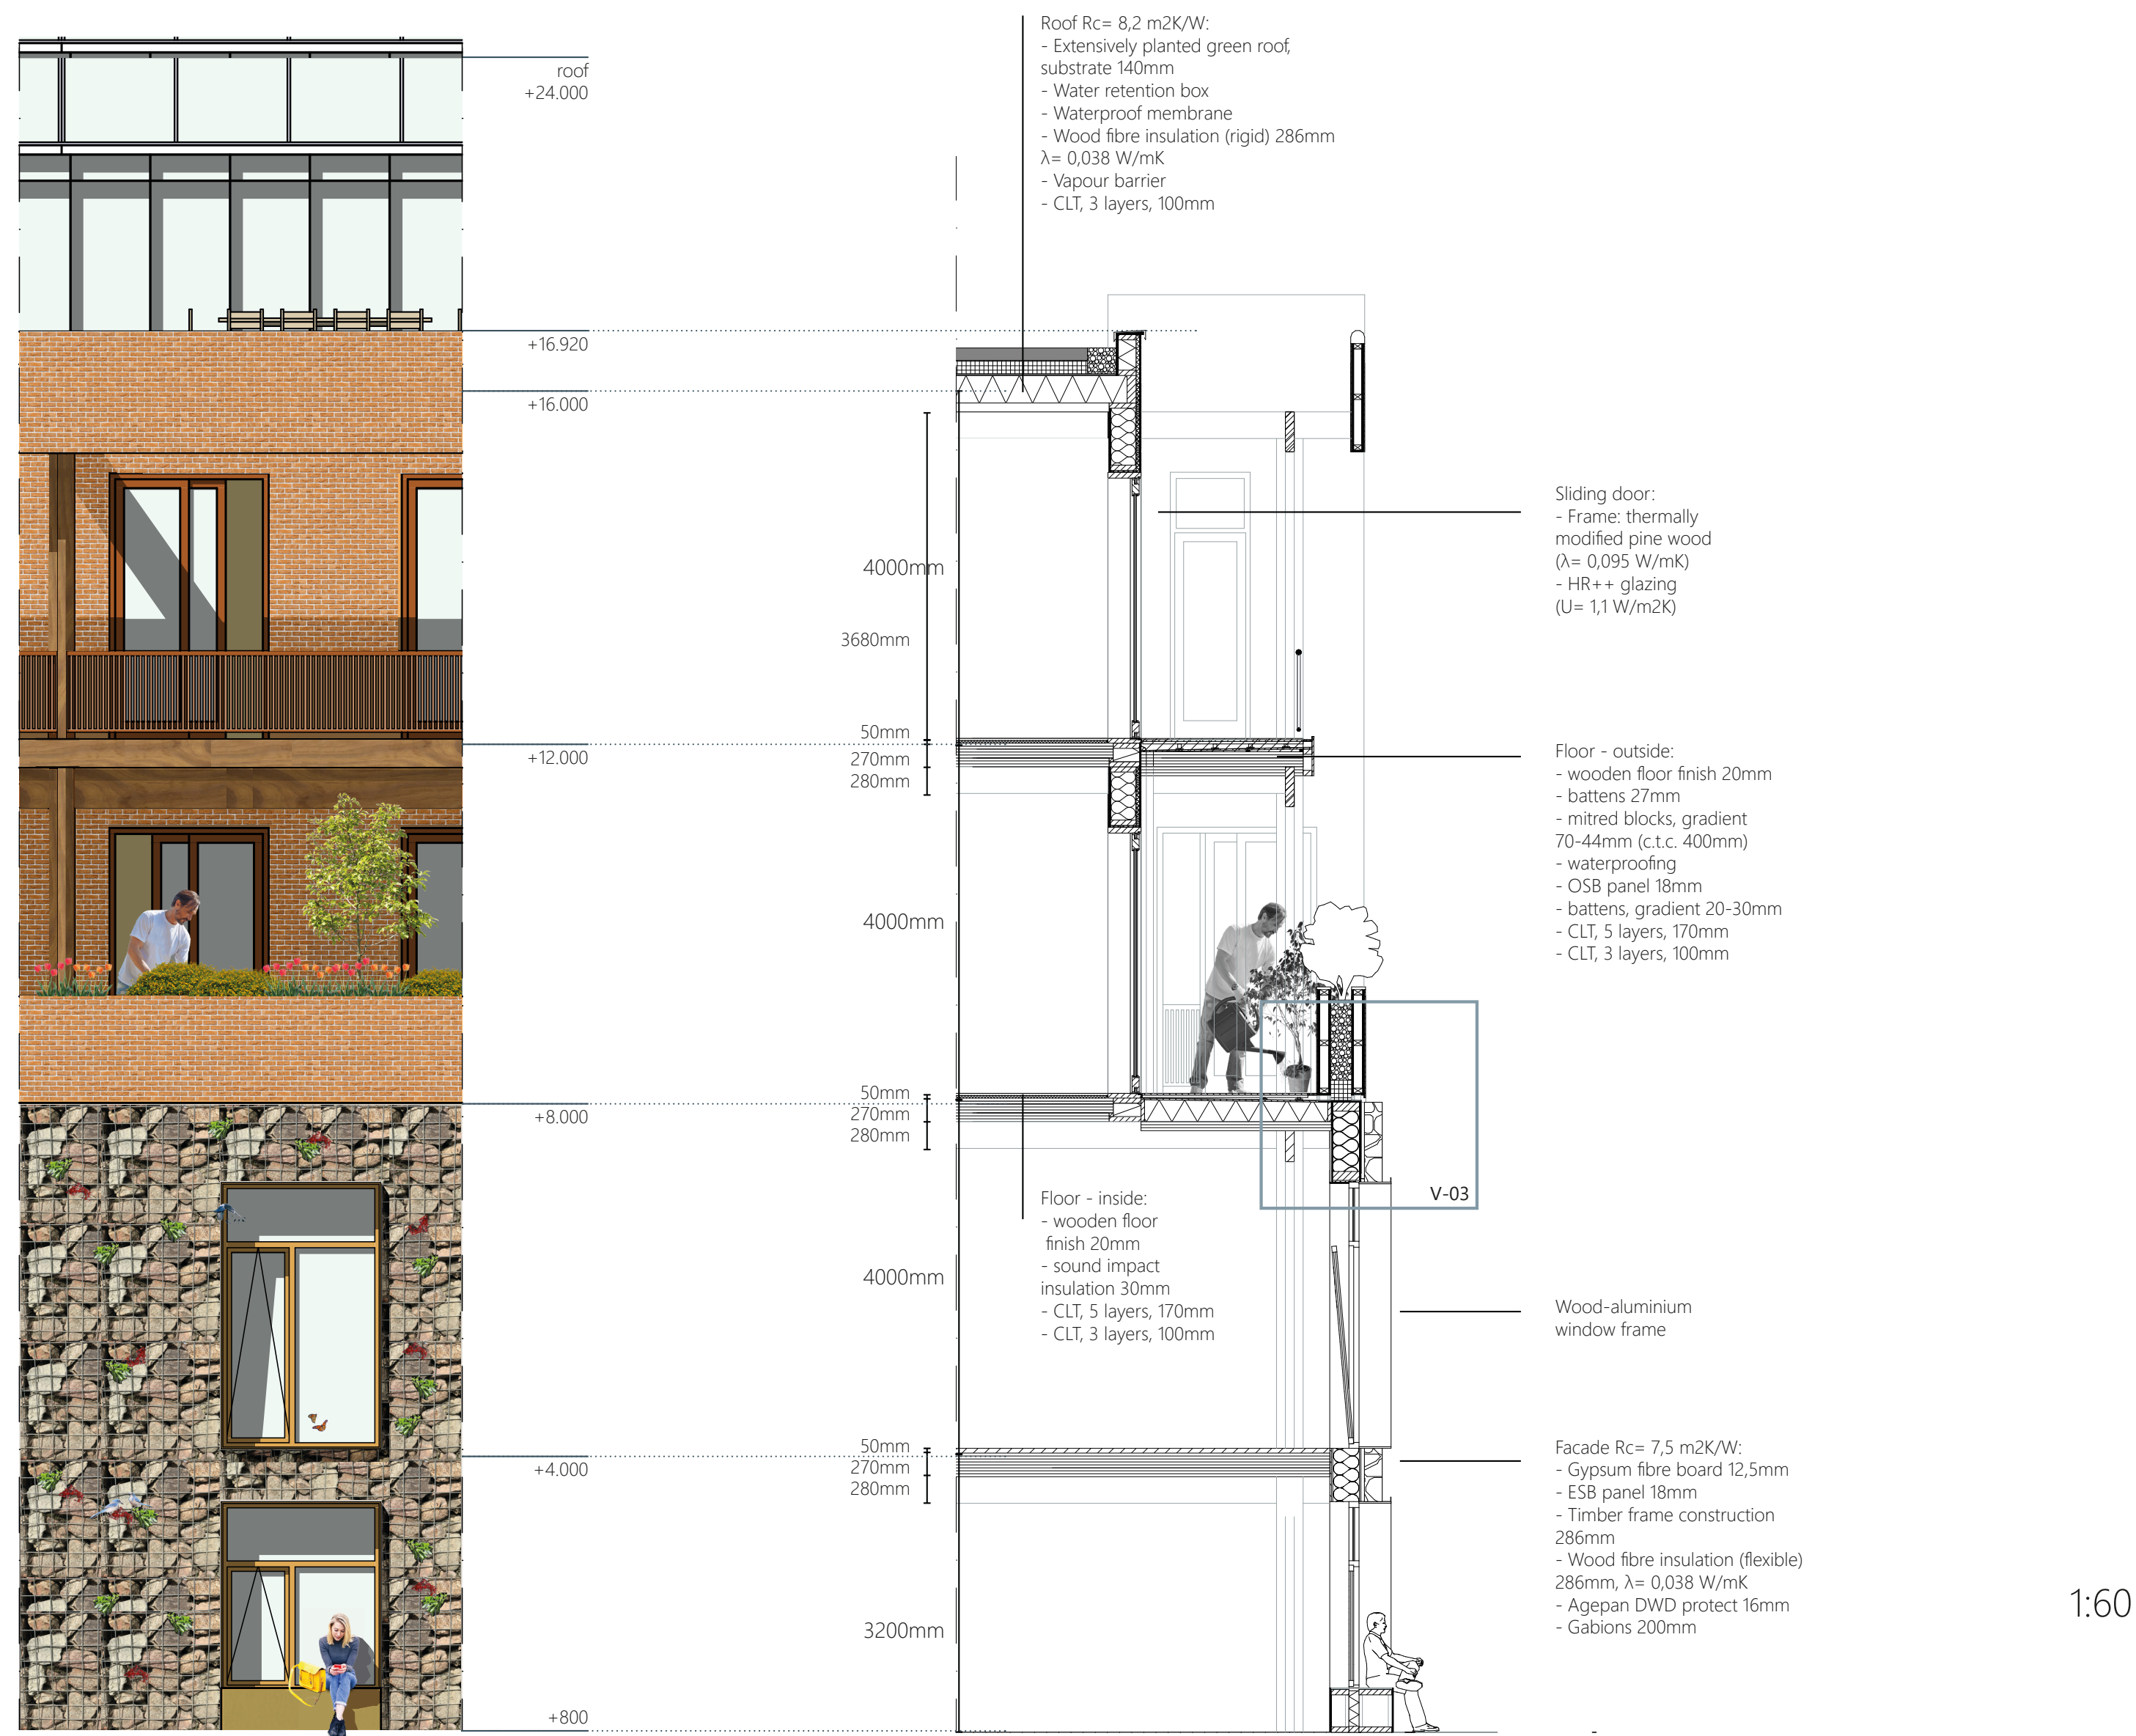 roof
+24.000
+16.920
+16.000
+12.000
+8.000
+4.000
+800
4000mm
3680mm
50mm
270mm
280mm
4000mm
50mm
270mm
280mm
4000mm
50mm
270mm
280mm
3200mm
Roof Rc= 8,2 m2K/W:
- Extensively planted green roof,
substrate 140mm
- Water retention box
- Waterproof membrane
- Wood fibre insulation (rigid) 286mm
λ= 0,038 W/mK
- Vapour barrier
- CLT, 3 layers, 100mm
Floor - inside:
- wooden floor
finish 20mm
- sound impact
insulation 30mm
- CLT, 5 layers, 170mm
- CLT, 3 layers, 100mm
V-03
Sliding door:
- Frame: thermally
modified pine wood
(λ= 0,095 W/mK)
- HR++ glazing
(U= 1,1 W/m2K)
Floor - outside:
- wooden floor finish 20mm
- battens 27mm
- mitred blocks, gradient
70-44mm (c.t.c. 400mm)
- waterproofing
- OSB panel 18mm
- battens, gradient 20-30mm
- CLT, 5 layers, 170mm
- CLT, 3 layers, 100mm
Wood-aluminium
window frame
Facade Rc= 7,5 m2K/W:
- Gypsum fibre board 12,5mm
- ESB panel 18mm
- Timber frame construction
286mm
- Wood fibre insulation (flexible)
286mm, λ= 0,038 W/mK
- Agepan DWD protect 16mm
- Gabions 200mm
1:60